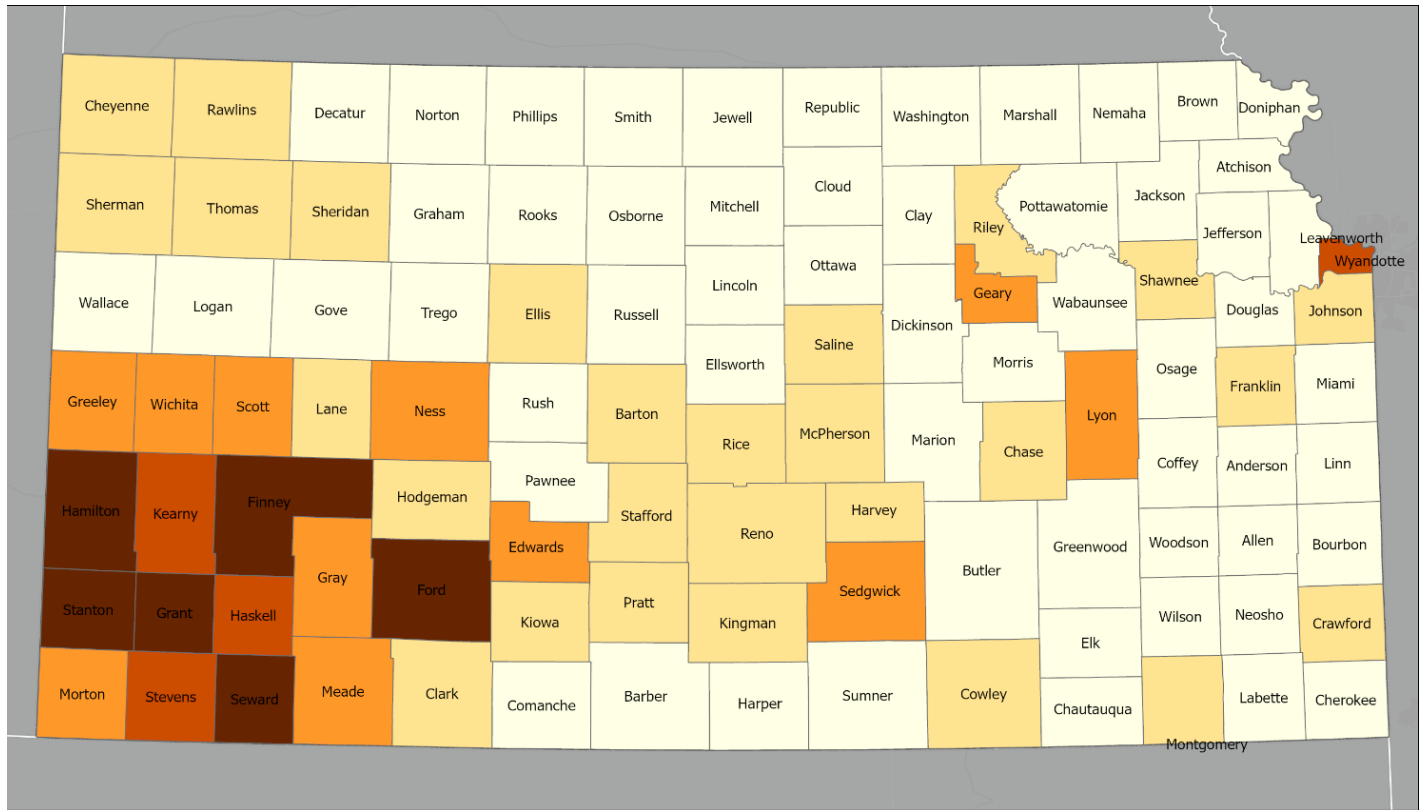 Cheyenne
Rawlins
Decatur
Norton
Phillips
Smith
Jewell
Republic
Washington
Marshall
Nemaha
Brown
Doniphan
Sherman
Thomas
Sheridan
Graham
Rooks
Osborne
Mitchell
Cloud
Clay
Riley
Pottawatomie
Jackson
Atchison
Jefferson
Leavenworth
Wyandotte
Wallace
Logan
Gove
Trego
Ellis
Russell
Lincoln
Ottawa
Saline
Dickinson
Geary
Wabaunsee
Shawnee
Douglas
Johnson
Greeley
Wichita
Scott
Lane
Ness
Rush
Barton
Ellsworth
Rice
McPherson
Marion
Morris
Chase
Lyon
Osage
Franklin
Miami
Hamilton
Kearny
Finney
Hodgeman
Pawnee
Stafford
Reno
Harvey
Coffey
Anderson
Linn
Gray
Ford
Edwards
Sedgwick
Butler
Greenwood
Woodson
Allen
Bourbon
Stanton
Grant
Haskell
Kiowa
Pratt
Kingman
Elk
Wilson
Neosho
Crawford
Morton
Stevens
Seward
Meade
Clark
Comanche
Barber
Harper
Sumner
Cowley
Chautauqua
Montgomery
Labette
Cherokee